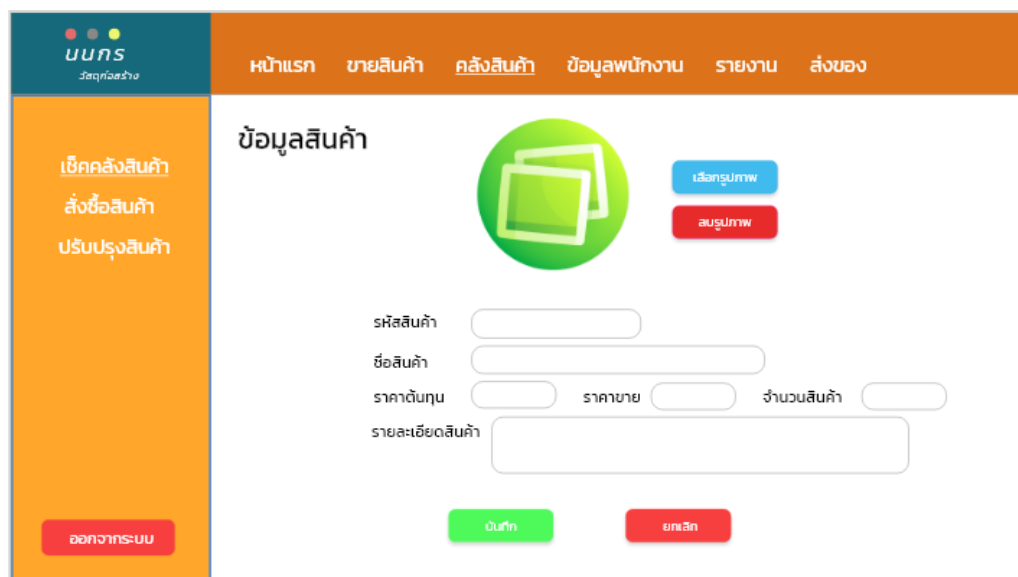 นนทร
วัสดุก่อสร้าง
หน้าแรก ขายสินค้า คลังสินค้า ข้อมูลพนักงาน รายงาน ส่งของ
เช็คคลังสินค้า
สั่งซื้อสินค้า
ปรับปรุงสินค้า
ออกจากระบบ
ข้อมูลสินค้า
เลือกรูปภาพ
ลบรูปภาพ
รหัสสินค้า
ชื่อสินค้า
ราคาต้นทุน ราคาขาย จำนวนสินค้า
รายละเอียดสินค้า
บันทึก ยกเลิก